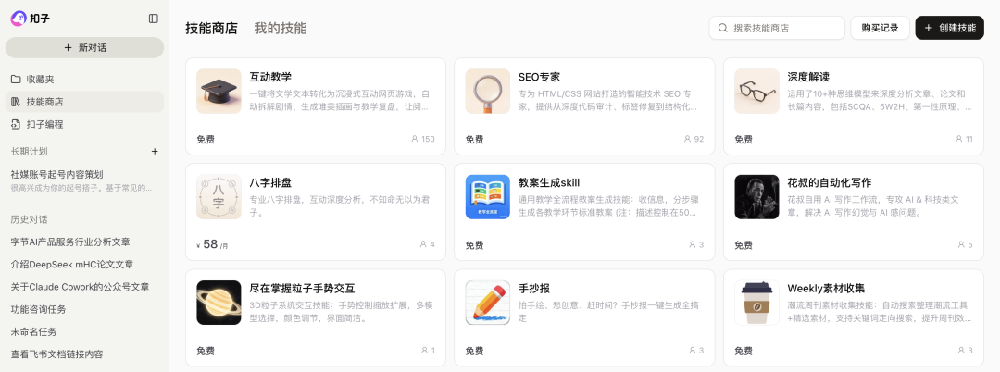 扣子
+ 新对话
收藏夹
技能商店
扣子编程
长期计划 +
社媒账号起号内容策划
很高兴成为你的起号搭子。基于常见的...
历史对话
字节AI产品服务行业分析文章
介绍DeepSeek mHC论文文章
关于Claude Cowork的公众号文章
功能咨询任务
未命名任务
查看飞书文档链接内容
技能商店 我的技能
搜索技能商店 购买记录 + 创建技能
互动教学
一键将文学文本转化为沉浸式互动网页游戏，自
动拆解剧情、生成唯美插画与教学复盘，让阅...
免费 150
SEO专家
专为 HTML/CSS 网站打造的智能技术 SEO 专
家，提供从深度代码审计、标签修复到结构化...
免费 92
深度解读
运用了10+种思维模型来深度分析文章、论文和
长篇内容，包括SCQA、5W2H、第一性原理、...
免费 11
八字
八字排盘
专业八字排盘，互动深度分析，不知命无以为君
子。
¥ 58 /月 4
教学全流程
教案生成skill
通用教学全流程教案生成技能：收信息，分步骤
生成各教学环节标准教案 (注：描述控制在50...
免费 3
花叔的自动化写作
花叔自用 AI 写作工作流，专攻 AI & 科技类文
章，解决 AI 写作幻觉与 AI 感问题。
免费 5
尽在掌握粒子手势交互
3D粒子系统交互技能：手势控制缩放扩展，多模
型选择，颜色调节，界面简洁。
免费 1
手抄报
怕手绘、愁创意、赶时间？手抄报一键生成全搞
定
免费 3
Weekly素材收集
潮流周刊素材收集技能：自动搜索整理潮流工具
+精选素材，支持关键词定向搜索，提升周刊效...
免费 3